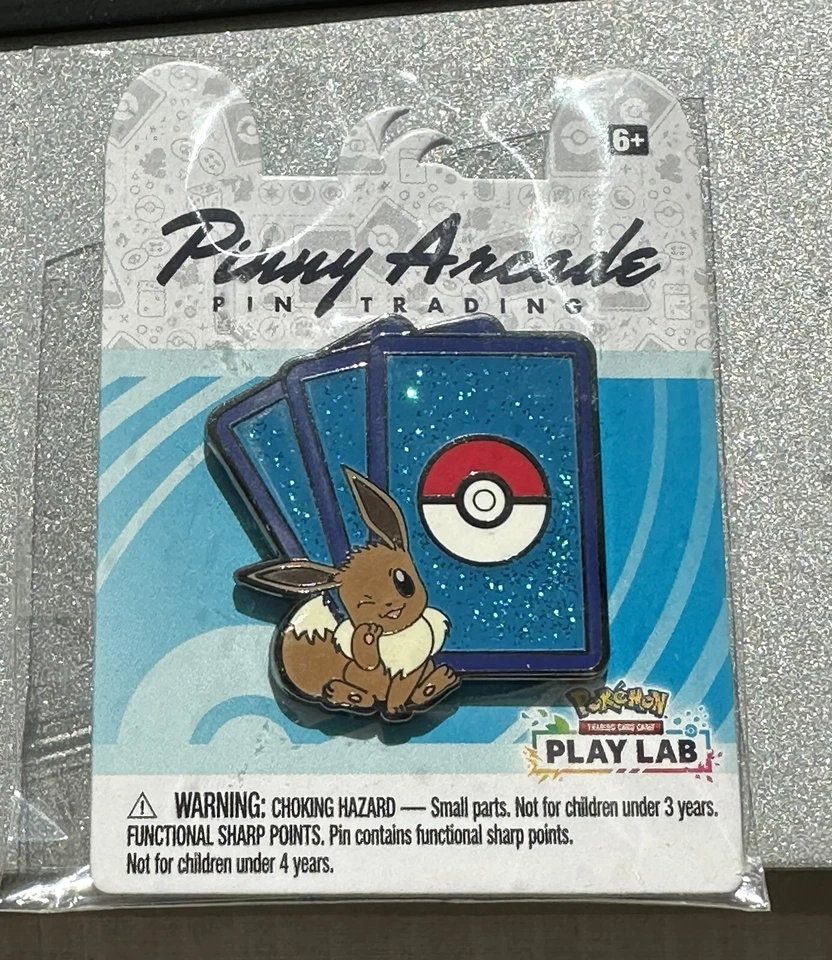 6+
Pinny Arcade
PIN TRADING
POKéMON
TRADING CARD GAME
PLAY LAB
WARNING: CHOKING HAZARD — Small parts. Not for children under 3 years.
FUNCTIONAL SHARP POINTS. Pin contains functional sharp points.
Not for children under 4 years.